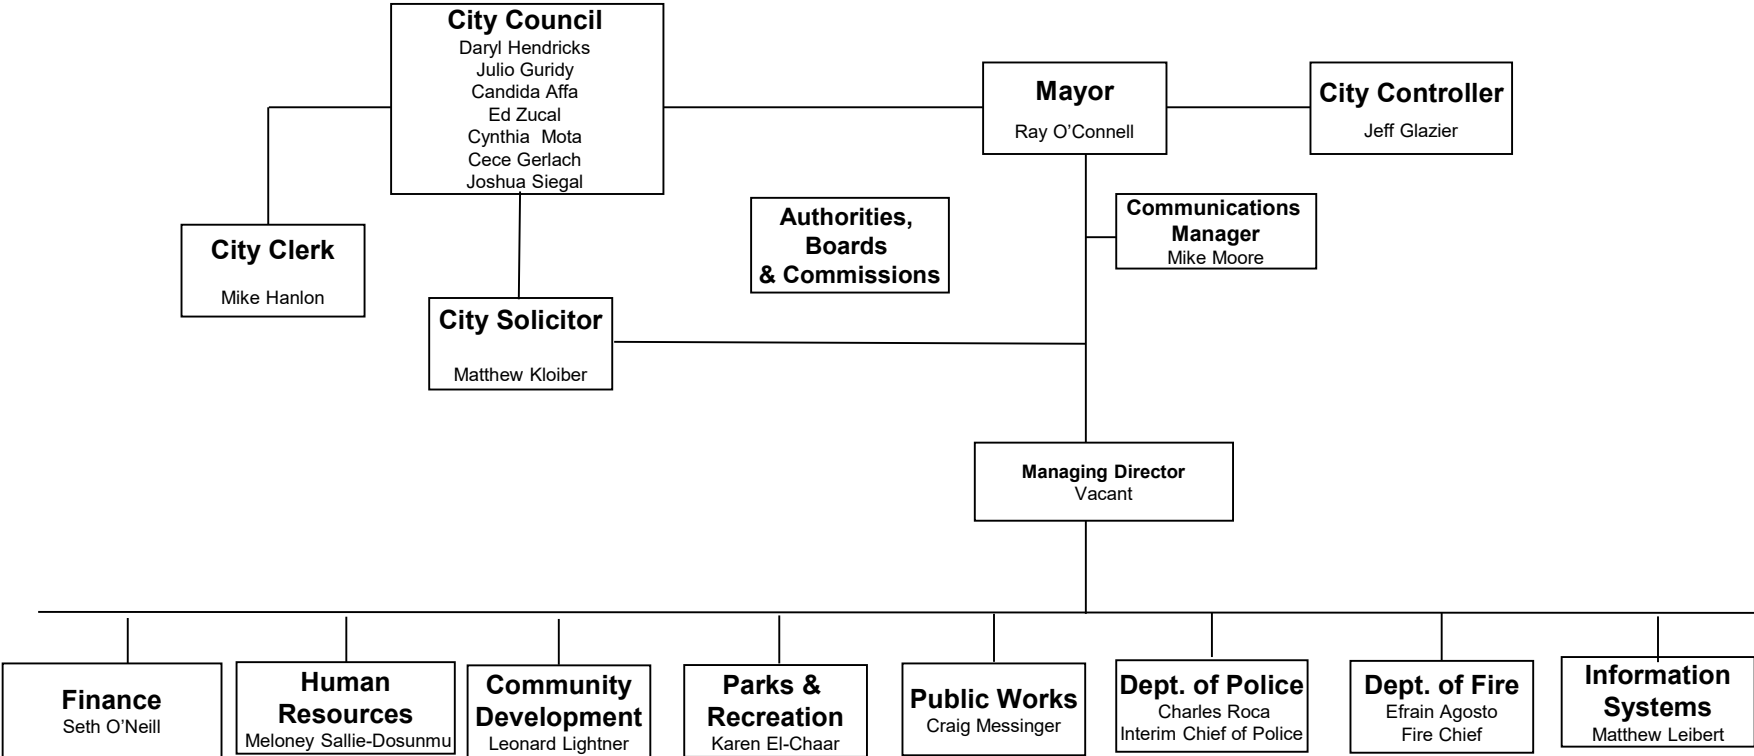 City Council
Daryl Hendricks
Julio Guridy
Candida Affa
Ed Zucal
Cynthia  Mota
Cece Gerlach
Joshua Siegal
Mayor
Ray O’Connell
City Controller
Jeff Glazier
City Clerk
Mike Hanlon
Authorities,
Boards
& Commissions
Communications
Manager
Mike Moore
City Solicitor
Matthew Kloiber
Managing Director
Vacant
Finance
Seth O’Neill
Human
Resources
Meloney Sallie-Dosunmu
Community
Development
Leonard Lightner
Parks &
Recreation
Karen El-Chaar
Public Works
Craig Messinger
Dept. of Police
Charles Roca
Interim Chief of Police
Dept. of Fire
Efrain Agosto
Fire Chief
Information
Systems
Matthew Leibert